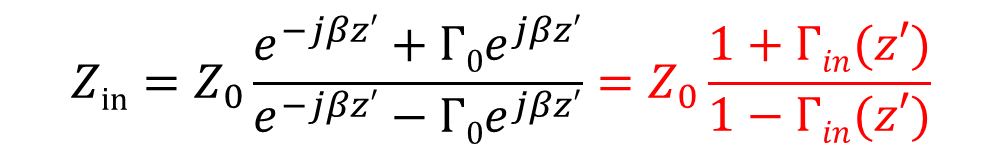 Z_in = Z_0 (e^{-jβz′} + Γ_0 e^{jβz′}) / (e^{-jβz′} − Γ_0 e^{jβz′}) = Z_0 (1 + Γ_in(z′)) / (1 − Γ_in(z′))